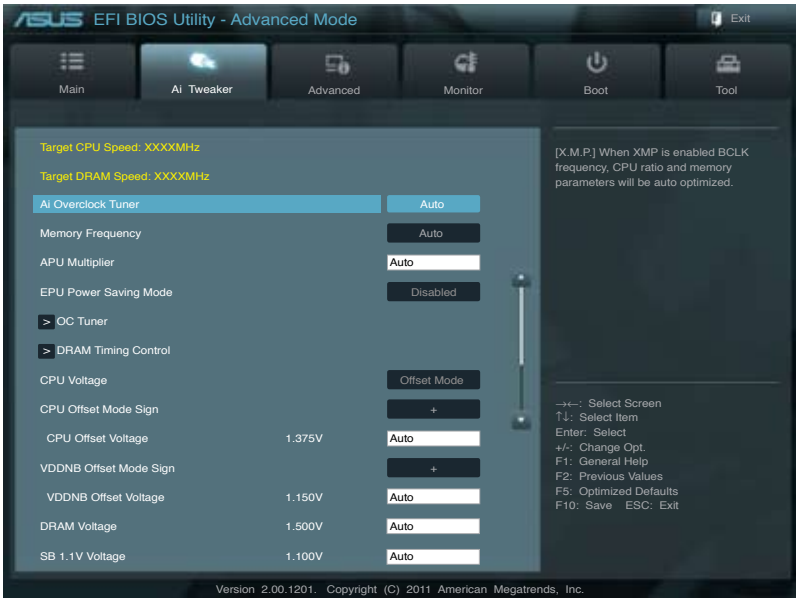 ASUS EFI BIOS Utility - Advanced Mode
Exit
Main
Ai Tweaker
Advanced
Monitor
Boot
Tool
Target CPU Speed: XXXXMHz
Target DRAM Speed: XXXXMHz
Ai Overclock Tuner Auto
Memory Frequency Auto
APU Multiplier Auto
EPU Power Saving Mode Disabled
> OC Tuner
> DRAM Timing Control
CPU Voltage Offset Mode
CPU Offset Mode Sign +
CPU Offset Voltage 1.375V Auto
VDDNB Offset Mode Sign +
VDDNB Offset Voltage 1.150V Auto
DRAM Voltage 1.500V Auto
SB 1.1V Voltage 1.100V Auto
[X.M.P.] When XMP is enabled BCLK
frequency, CPU ratio and memory
parameters will be auto optimized.
→←: Select Screen
↑↓: Select Item
Enter: Select
+/-: Change Opt.
F1: General Help
F2: Previous Values
F5: Optimized Defaults
F10: Save ESC: Exit
Version 2.00.1201. Copyright (C) 2011 American Megatrends, Inc.